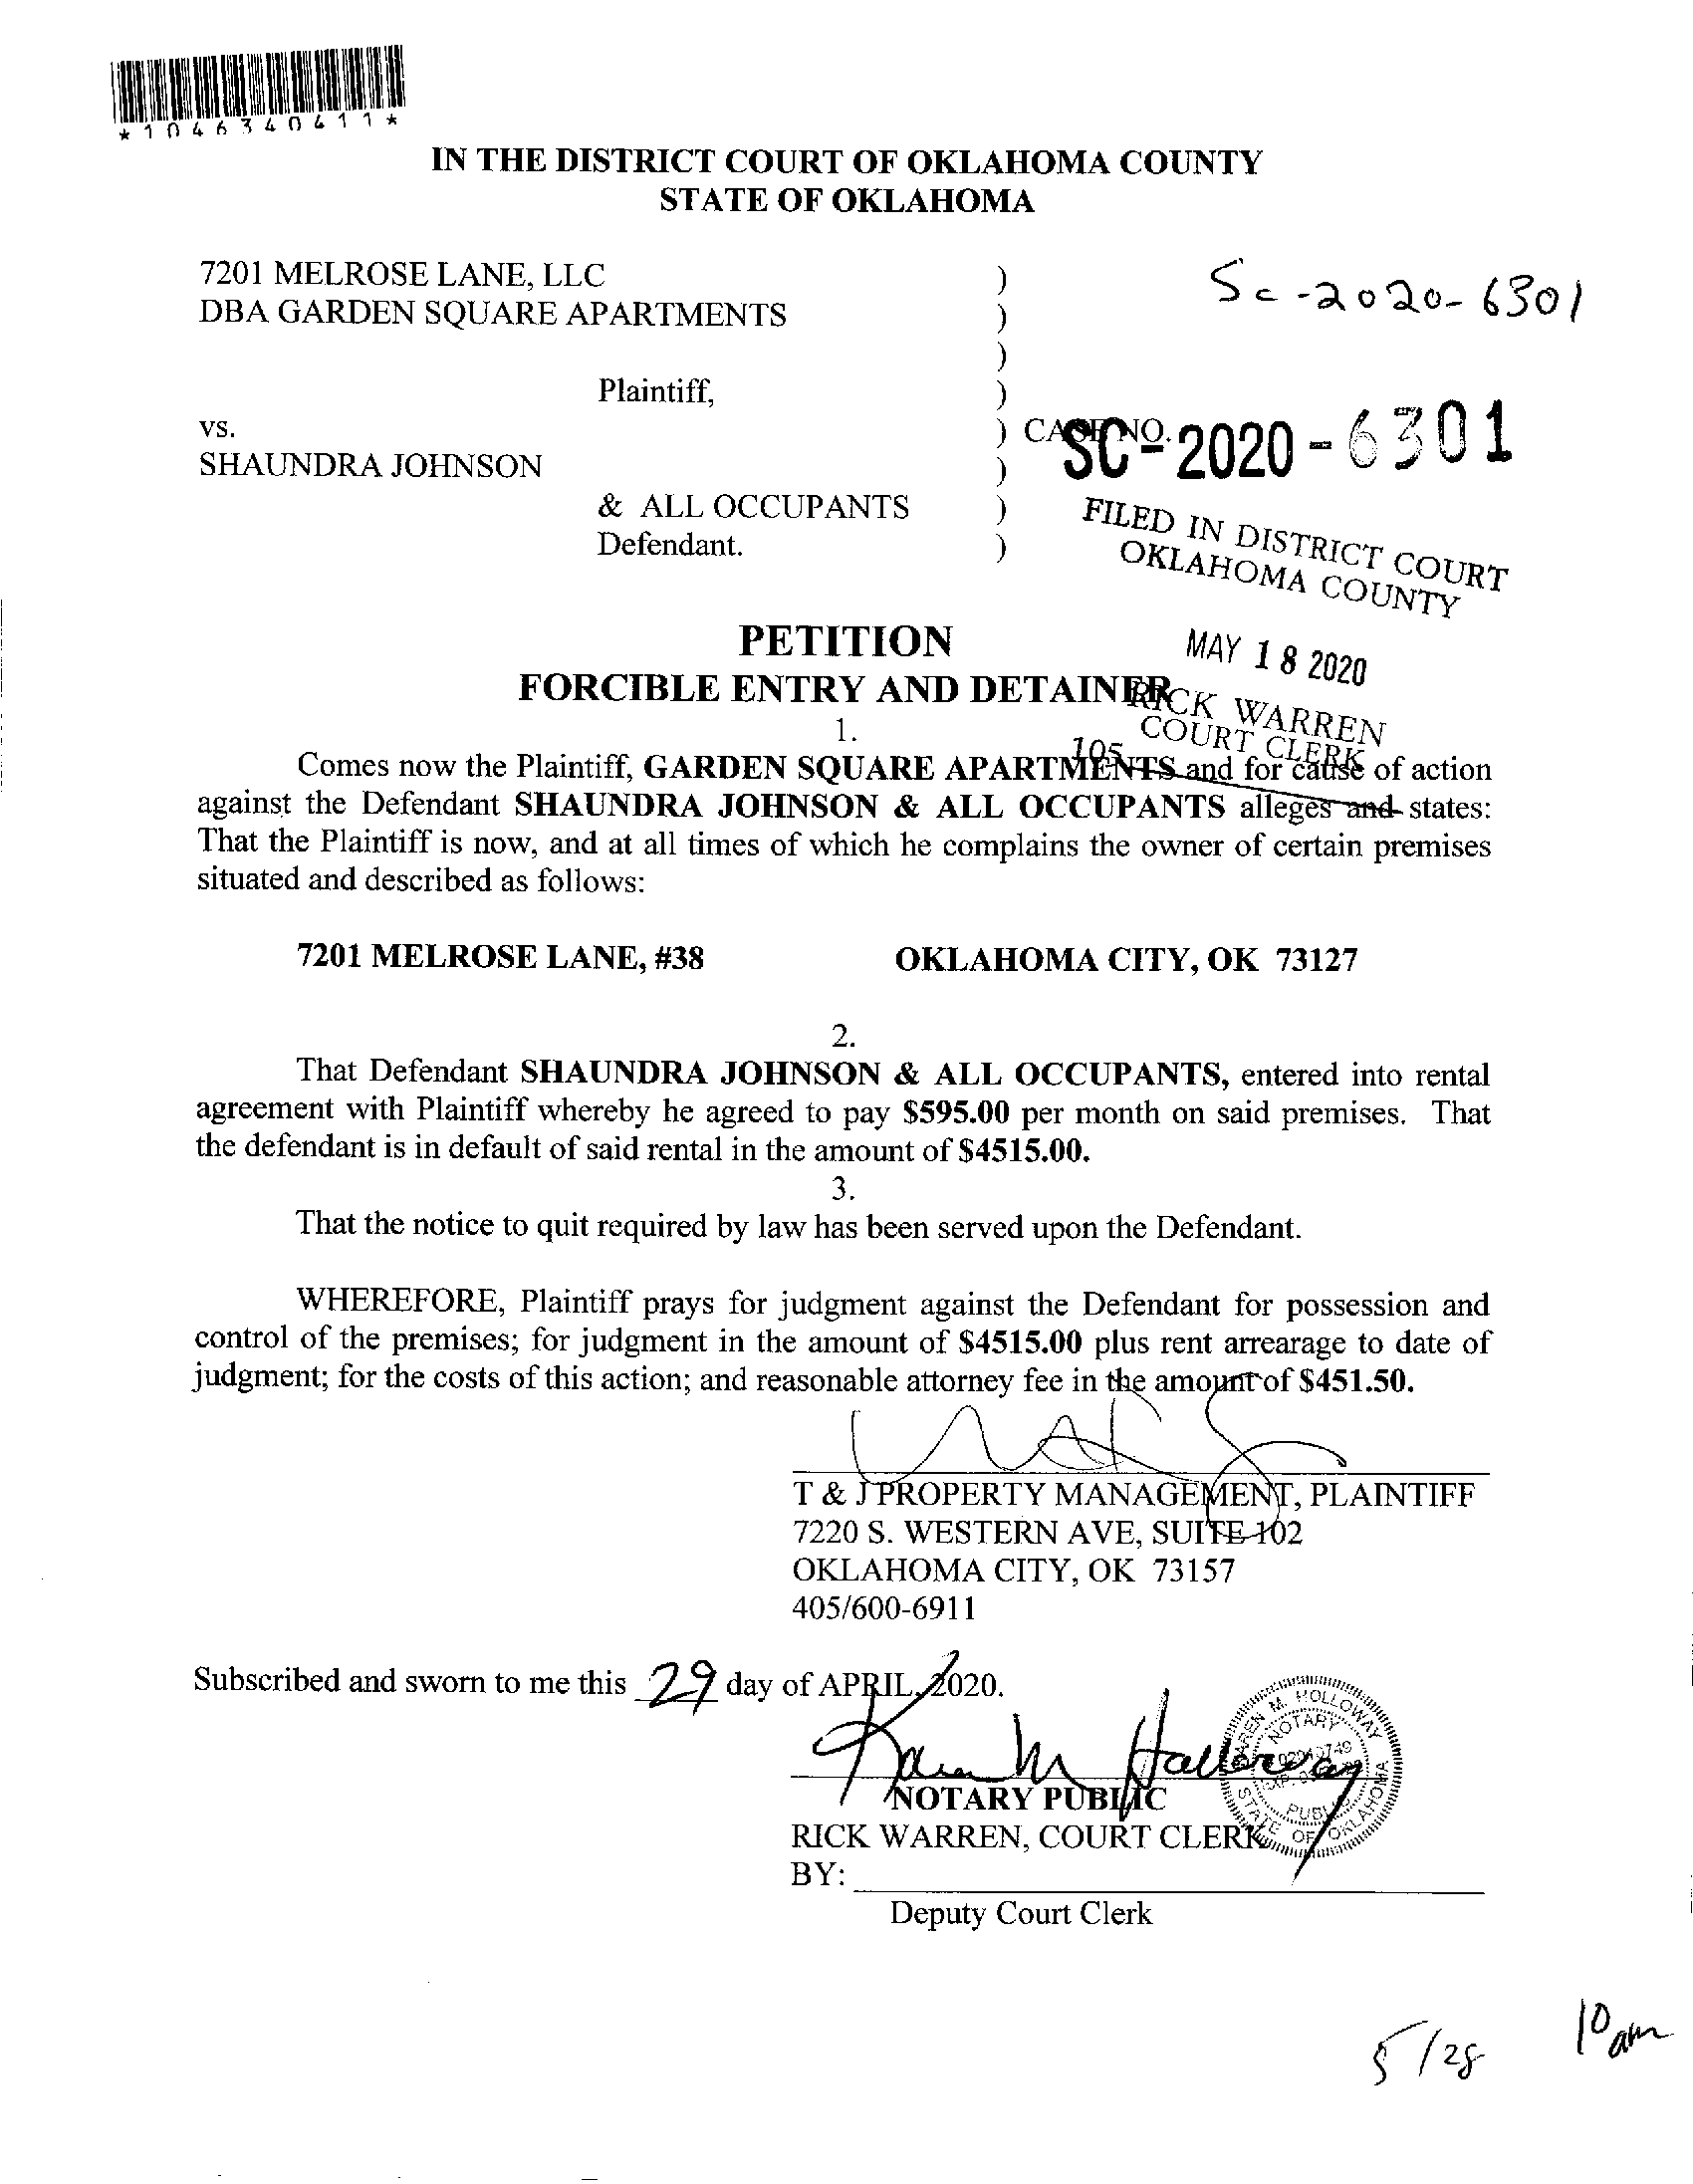 *1046340411*
IN THE DISTRICT COURT OF OKLAHOMA COUNTY
STATE OF OKLAHOMA
7201 MELROSE LANE, LLC )
DBA GARDEN SQUARE APARTMENTS )
)
Plaintiff, )
vs. ) CASE NO.
SHAUNDRA JOHNSON )
& ALL OCCUPANTS )
Defendant. )
Sc-2020-6301
SC-2020-6301
FILED IN DISTRICT COURT
OKLAHOMA COUNTY
MAY 18 2020
RICK WARREN
COURT CLERK
105
PETITION
FORCIBLE ENTRY AND DETAINER
1.
Comes now the Plaintiff, GARDEN SQUARE APARTMENTS and for cause of action
against the Defendant SHAUNDRA JOHNSON & ALL OCCUPANTS alleges and states:
That the Plaintiff is now, and at all times of which he complains the owner of certain premises
situated and described as follows:
7201 MELROSE LANE, #38 OKLAHOMA CITY, OK 73127
2.
That Defendant SHAUNDRA JOHNSON & ALL OCCUPANTS, entered into rental
agreement with Plaintiff whereby he agreed to pay $595.00 per month on said premises. That
the defendant is in default of said rental in the amount of $4515.00.
3.
That the notice to quit required by law has been served upon the Defendant.
WHEREFORE, Plaintiff prays for judgment against the Defendant for possession and
control of the premises; for judgment in the amount of $4515.00 plus rent arrearage to date of
judgment; for the costs of this action; and reasonable attorney fee in the amount of $451.50.
T & J PROPERTY MANAGEMENT, PLAINTIFF
7220 S. WESTERN AVE, SUITE 102
OKLAHOMA CITY, OK 73157
405/600-6911
Subscribed and sworn to me this 29 day of APRIL, 2020.
Karen M Holloway
NOTARY PUBLIC
KAREN M. HOLLOWAY
NOTARY
PUBLIC
STATE OF OKLAHOMA
RICK WARREN, COURT CLERK
BY:
Deputy Court Clerk
5/28 10am